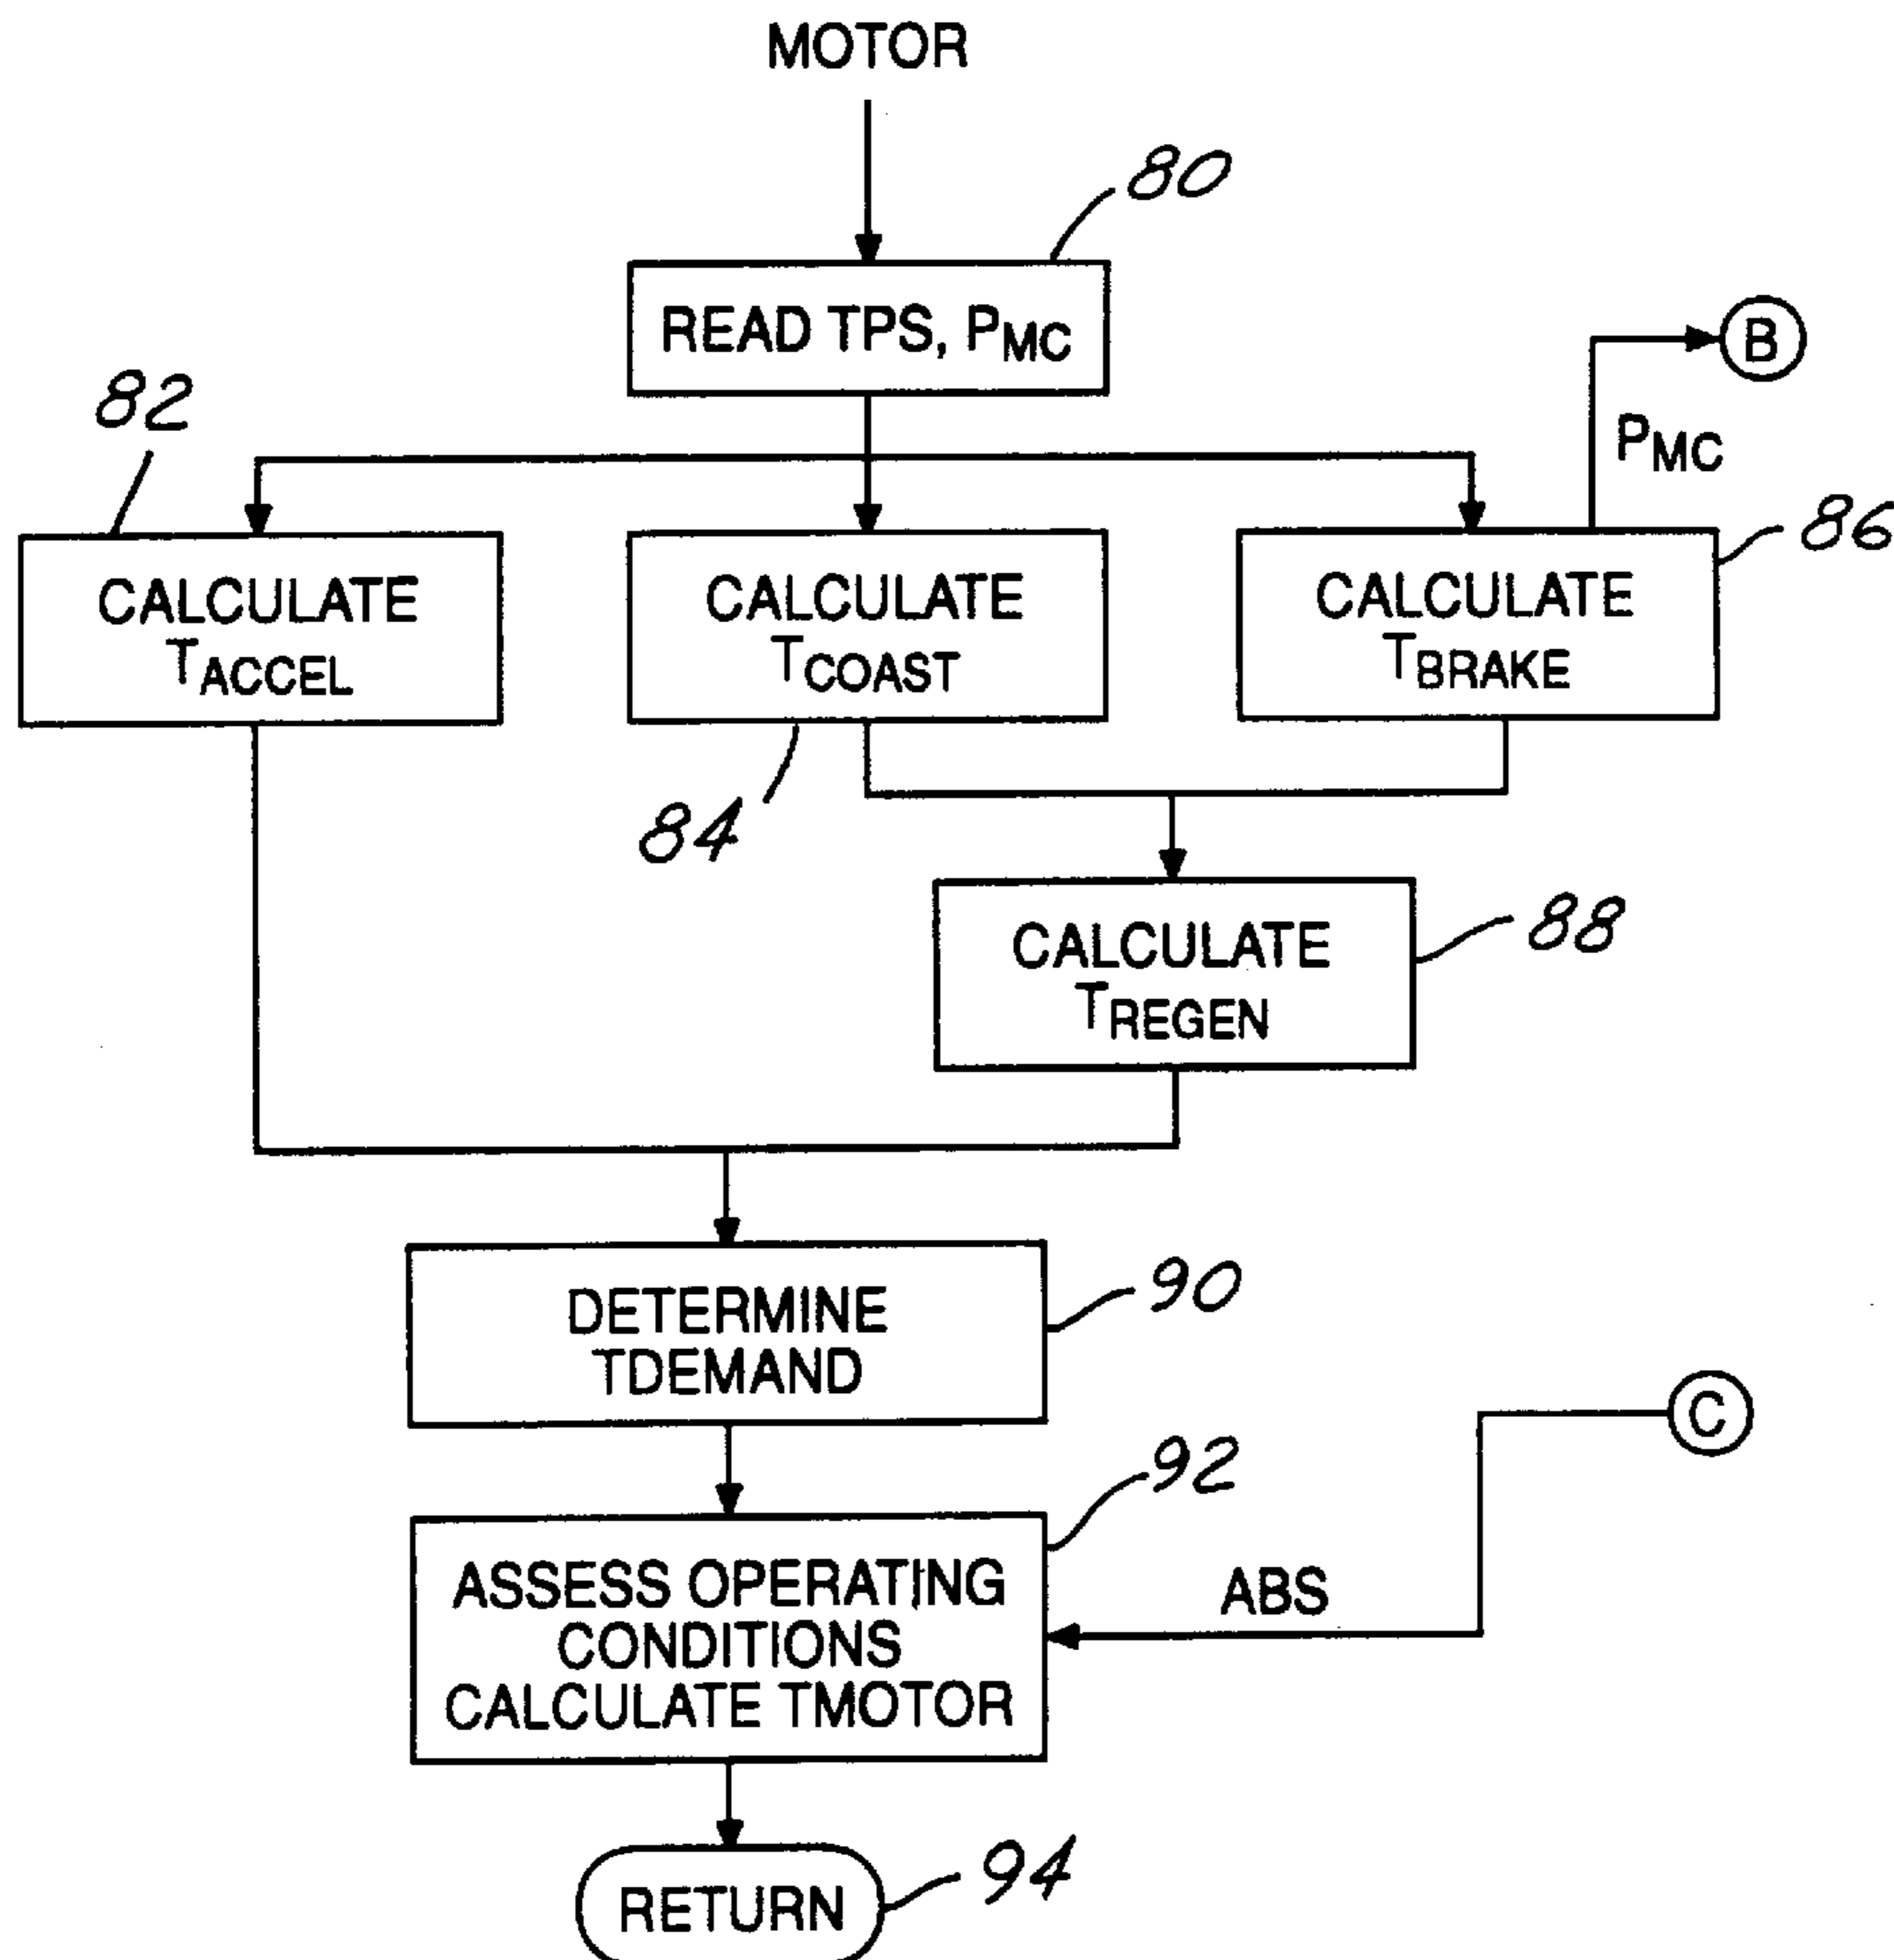 MOTOR
80
READ TPS, PMC
B
PMC
82
86
CALCULATE
TACCEL
CALCULATE
TCOAST
CALCULATE
TBRAKE
84
88
CALCULATE
TREGEN
90
DETERMINE
TDEMAND
C
92
ASSESS OPERATING
CONDITIONS
CALCULATE TMOTOR
ABS
94
RETURN